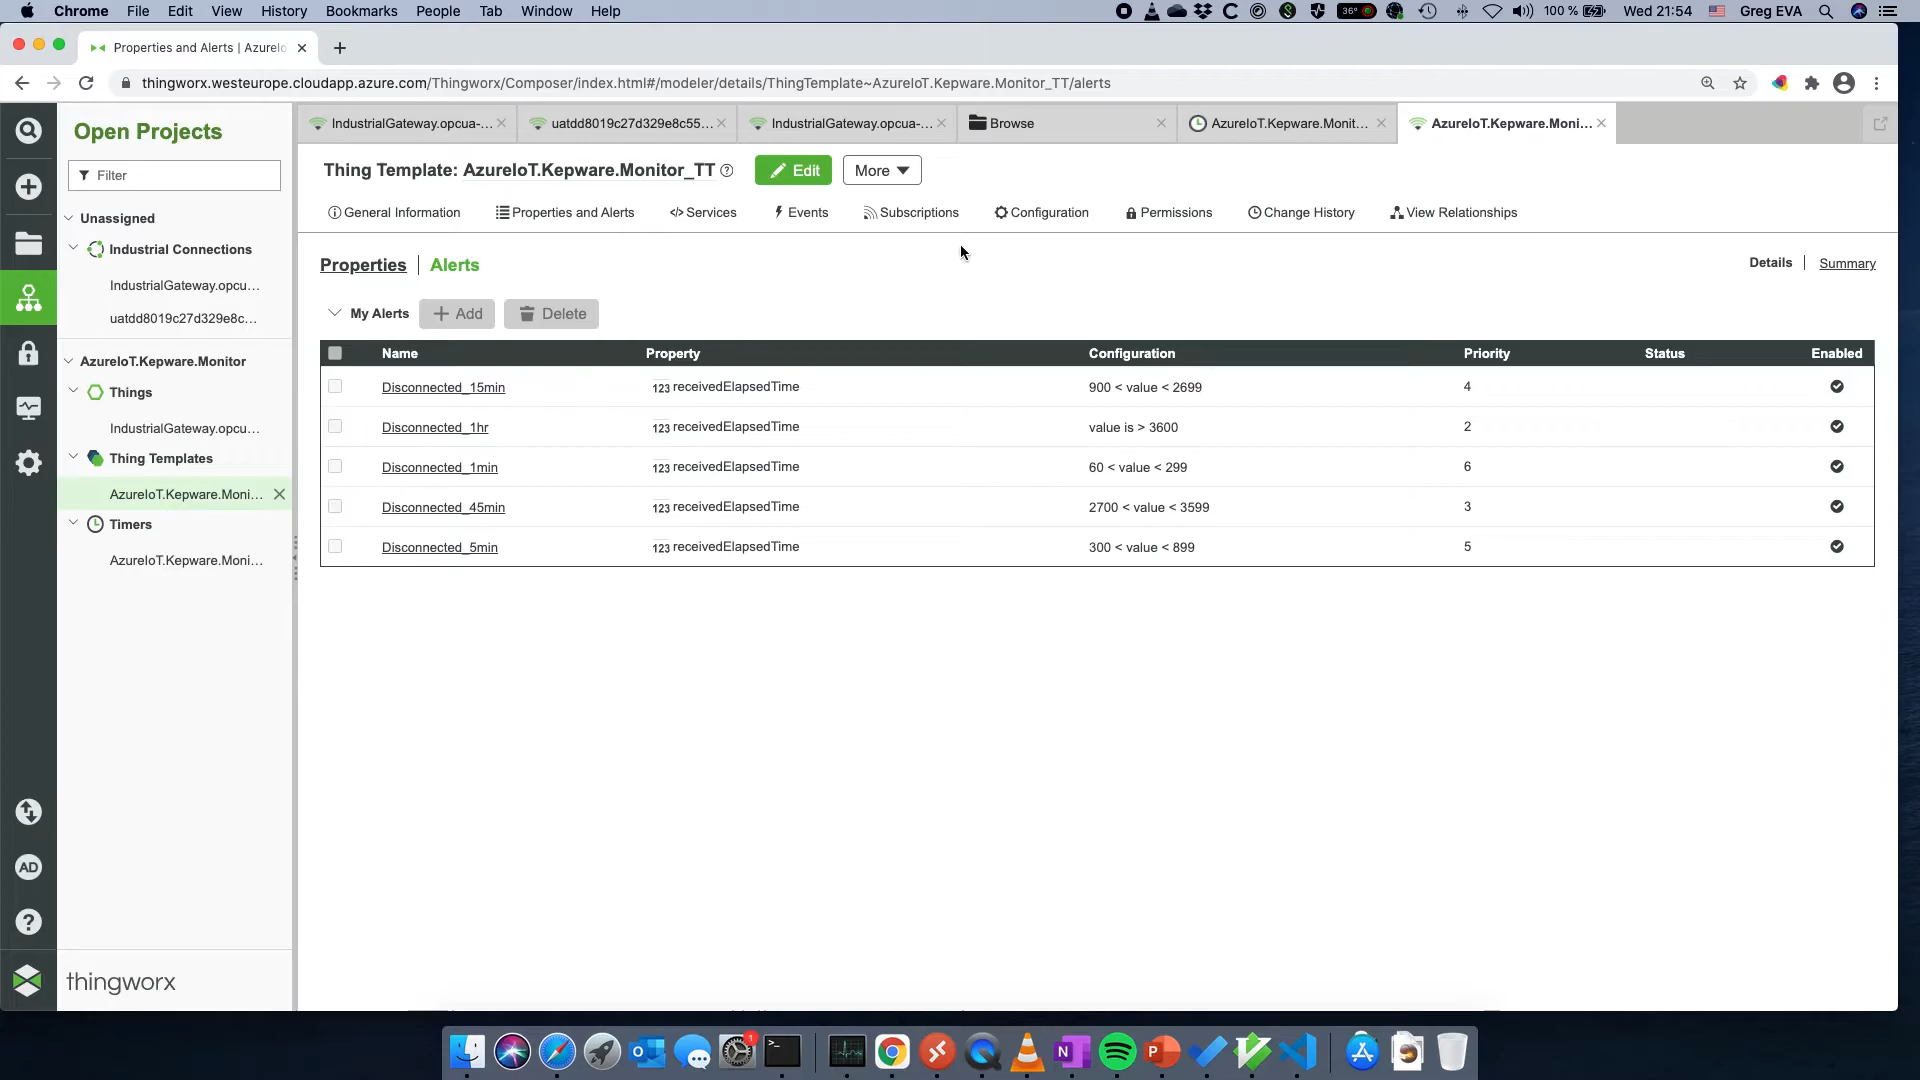 Chrome File Edit View History Bookmarks People Tab Window Help
36° 100 % Wed 21:54 Greg EVA
Properties and Alerts | AzureIo
thingworx.westeurope.cloudapp.azure.com/Thingworx/Composer/index.html#/modeler/details/ThingTemplate~AzureIoT.Kepware.Monitor_TT/alerts
Open Projects
Filter
Unassigned
Industrial Connections
IndustrialGateway.opcu...
uatdd8019c27d329e8c...
AzureIoT.Kepware.Monitor
Things
IndustrialGateway.opcu...
Thing Templates
AzureIoT.Kepware.Moni...
Timers
AzureIoT.Kepware.Moni...
AD
?
thingworx
IndustrialGateway.opcua-... uatdd8019c27d329e8c55... IndustrialGateway.opcua-... Browse AzureIoT.Kepware.Monit... AzureIoT.Kepware.Moni...
Thing Template: AzureIoT.Kepware.Monitor_TT ? Edit More
General Information Properties and Alerts Services Events Subscriptions Configuration Permissions Change History View Relationships
Properties | Alerts Details | Summary
My Alerts + Add Delete
Name Property Configuration Priority Status Enabled
Disconnected_15min 123 receivedElapsedTime 900 < value < 2699 4
Disconnected_1hr 123 receivedElapsedTime value is > 3600 2
Disconnected_1min 123 receivedElapsedTime 60 < value < 299 6
Disconnected_45min 123 receivedElapsedTime 2700 < value < 3599 3
Disconnected_5min 123 receivedElapsedTime 300 < value < 899 5
1